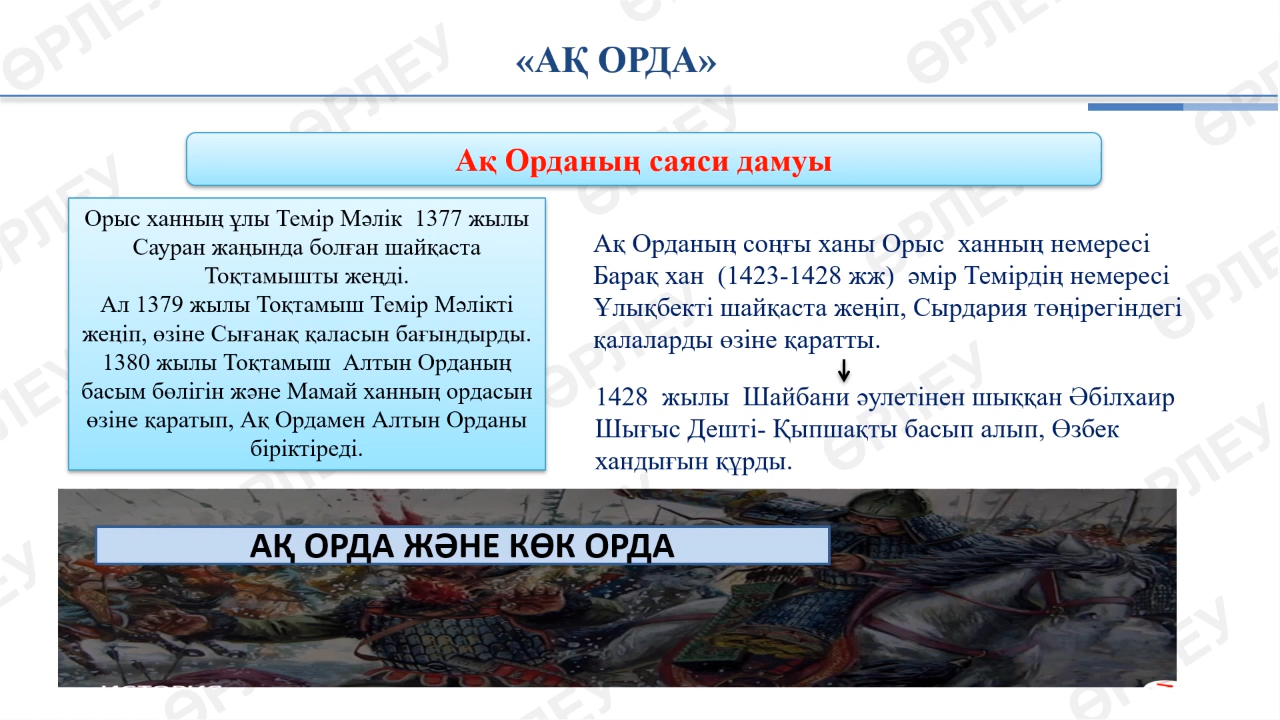 «АҚ ОРДА»
Ақ Орданың саяси дамуы
Орыс ханның ұлы Темір Мәлік 1377 жылы
Сауран жаңында болған шайқаста
Тоқтамышты жеңді.
Ал 1379 жылы Тоқтамыш Темір Мәлікті
жеңіп, өзіне Сығанақ қаласын бағындырды.
1380 жылы Тоқтамыш Алтын Орданың
басым бөлігін және Мамай ханның ордасын
өзіне қаратып, Ақ Ордамен Алтын Орданы
біріктіреді.
Ақ Орданың соңғы ханы Орыс ханның немересі
Барақ хан (1423-1428 жж) әмір Темірдің немересі
Ұлықбекті шайқаста жеңіп, Сырдария төңірегіндегі
қалаларды өзіне қаратты.
1428 жылы Шайбани әулетінен шыққан Әбілхаир
Шығыс Дешті- Қыпшақты басып алып, Өзбек
хандығын құрды.
АҚ ОРДА ЖӘНЕ КӨК ОРДА
ӨРЛЕУ